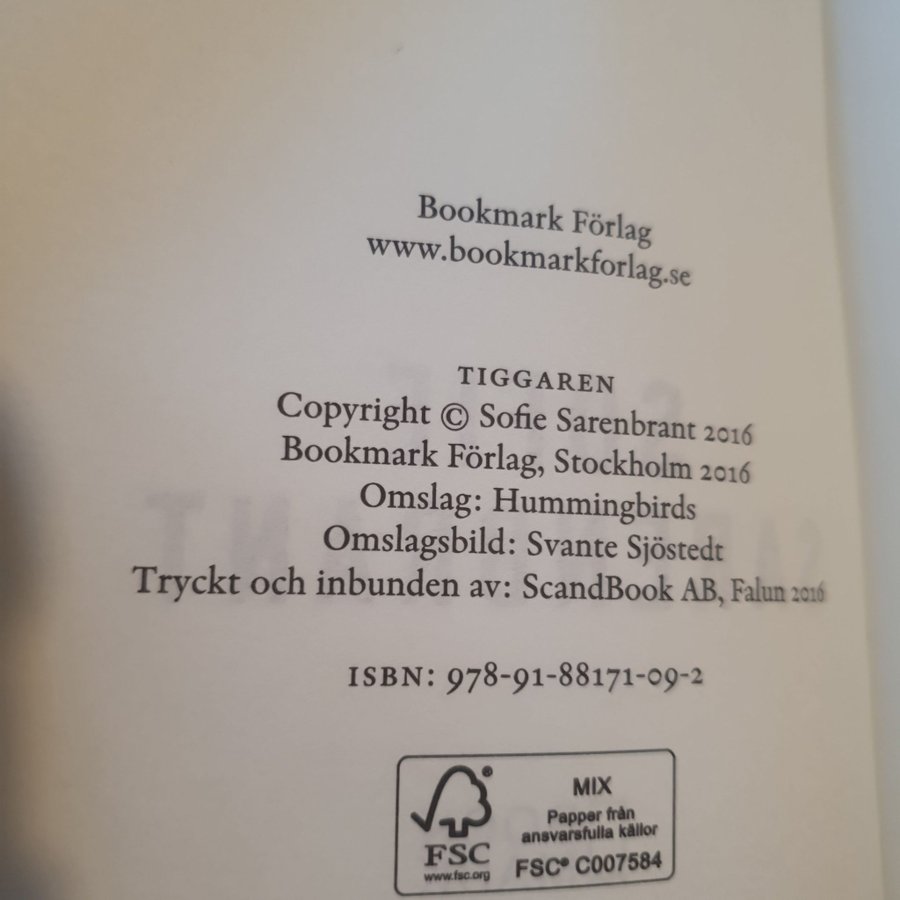 Bookmark Förlag
www.bookmarkforlag.se
TIGGAREN
Copyright © Sofie Sarenbrant 2016
Bookmark Förlag, Stockholm 2016
Omslag: Hummingbirds
Omslagsbild: Svante Sjöstedt
Tryckt och inbunden av: ScandBook AB, Falun 2016
ISBN: 978-91-88171-09-2
FSC®
www.fsc.org
MIX
Papper från
ansvarsfulla källor
FSC® C007584